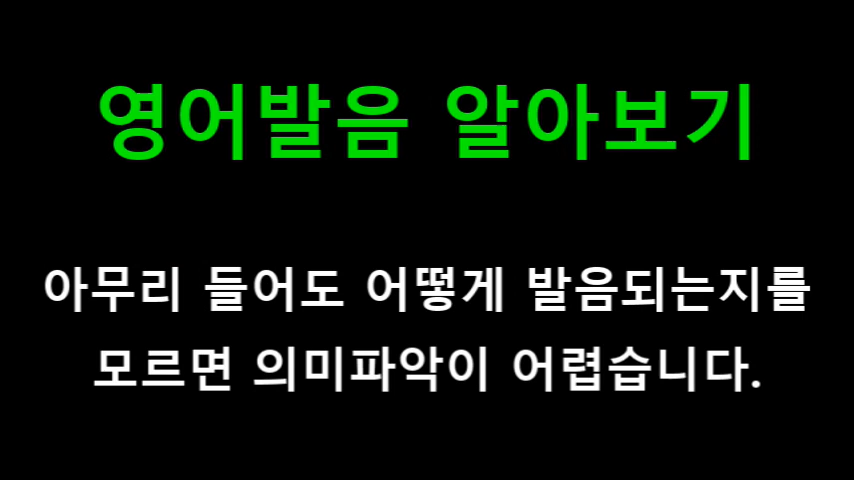 영어발음 알아보기
아무리 들어도 어떻게 발음되는지를
모르면 의미파악이 어렵습니다.